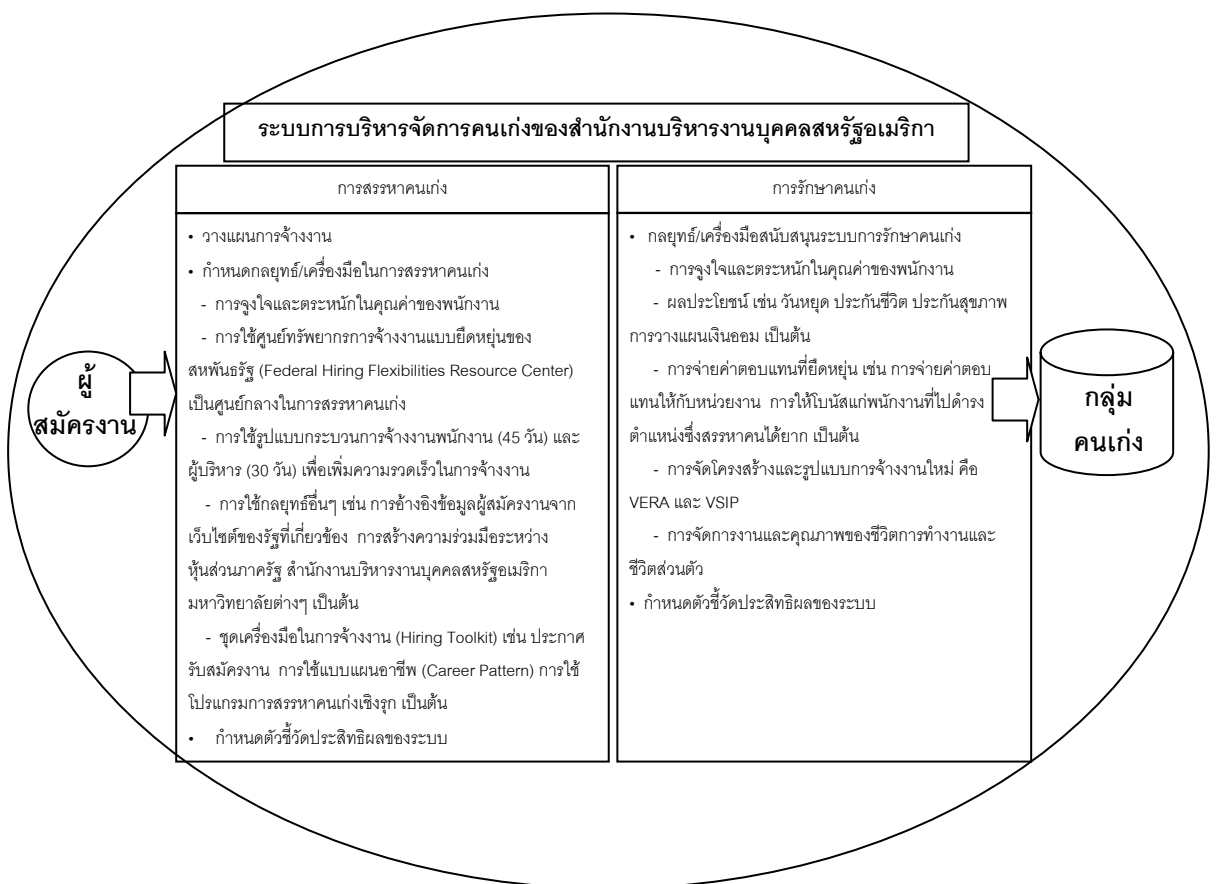 ระบบการบริหารจัดการคนเก่งของสำนักงานบริหารงานบุคคลสหรัฐอเมริกา
ผู้
สมัครงาน
การสรรหาคนเก่ง
• วางแผนการจ้างงาน
• กำหนดกลยุทธ์/เครื่องมือในการสรรหาคนเก่ง
- การจูงใจและตระหนักในคุณค่าของพนักงาน
- การใช้ศูนย์ทรัพยากรการจ้างงานแบบยืดหยุ่นของ
สหพันธรัฐ (Federal Hiring Flexibilities Resource Center)
เป็นศูนย์กลางในการสรรหาคนเก่ง
- การใช้รูปแบบกระบวนการจ้างงานพนักงาน (45 วัน) และ
ผู้บริหาร (30 วัน) เพื่อเพิ่มความรวดเร็วในการจ้างงาน
- การใช้กลยุทธ์อื่นๆ เช่น การอ้างอิงข้อมูลผู้สมัครงานจาก
เว็บไซต์ของรัฐที่เกี่ยวข้อง การสร้างความร่วมมือระหว่าง
หุ้นส่วนภาครัฐ สำนักงานบริหารงานบุคคลสหรัฐอเมริกา
มหาวิทยาลัยต่างๆ เป็นต้น
- ชุดเครื่องมือในการจ้างงาน (Hiring Toolkit) เช่น ประกาศ
รับสมัครงาน การใช้แบบแผนอาชีพ (Career Pattern) การใช้
โปรแกรมการสรรหาคนเก่งเชิงรุก เป็นต้น
• กำหนดตัวชี้วัดประสิทธิผลของระบบ
การรักษาคนเก่ง
• กลยุทธ์/เครื่องมือสนับสนุนระบบการรักษาคนเก่ง
- การจูงใจและตระหนักในคุณค่าของพนักงาน
- ผลประโยชน์ เช่น วันหยุด ประกันชีวิต ประกันสุขภาพ
การวางแผนเงินออม เป็นต้น
- การจ่ายค่าตอบแทนที่ยืดหยุ่น เช่น การจ่ายค่าตอบ
แทนให้กับหน่วยงาน การให้โบนัสแก่พนักงานที่ไปดำรง
ตำแหน่งซึ่งสรรหาคนได้ยาก เป็นต้น
- การจัดโครงสร้างและรูปแบบการจ้างงานใหม่ คือ
VERA และ VSIP
- การจัดการงานและคุณภาพของชีวิตการทำงานและ
ชีวิตส่วนตัว
• กำหนดตัวชี้วัดประสิทธิผลของระบบ
กลุ่ม
คนเก่ง